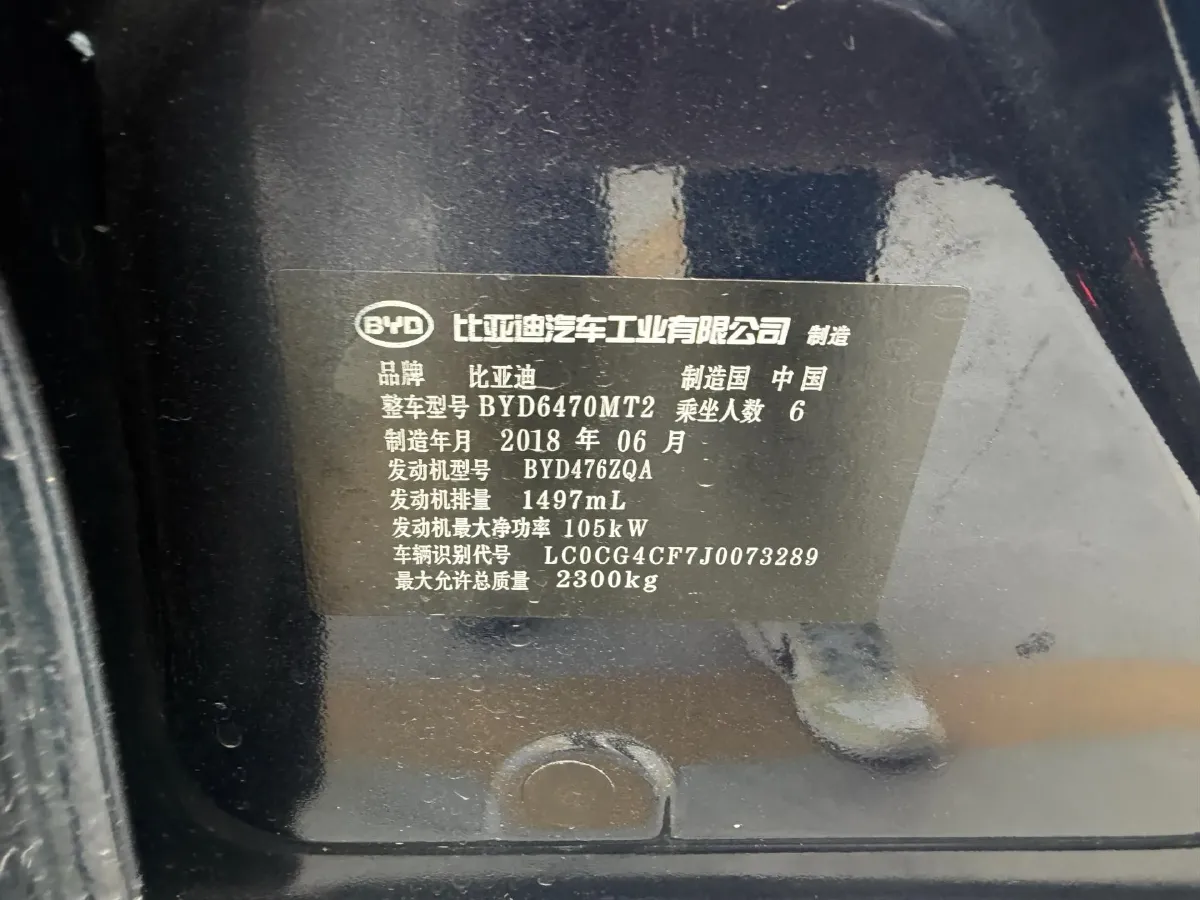 BYD 比亚迪汽车工业有限公司 制造
品牌 比亚迪 制造国 中国
整车型号 BYD6470MT2 乘坐人数 6
制造年月 2018 年 06 月
发动机型号 BYD476ZQA
发动机排量 1497mL
发动机最大净功率 105kW
车辆识别代号 LC0CG4CF7J0073289
最大允许总质量 2300kg